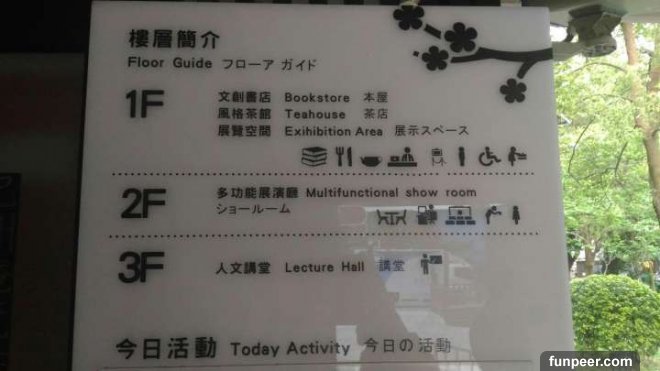 樓層簡介
Floor Guide フローア ガイド
1F
文創書店 Bookstore 本屋
風格茶館 Teahouse 茶店
展覽空間 Exihibition Area 展示スペース
2F
多功能展演廳 Multifunctional show room
ショールーム
3F
人文講堂 Lecture Hall 講堂
今日活動 Today Activity 今日の活動
funpeer.com